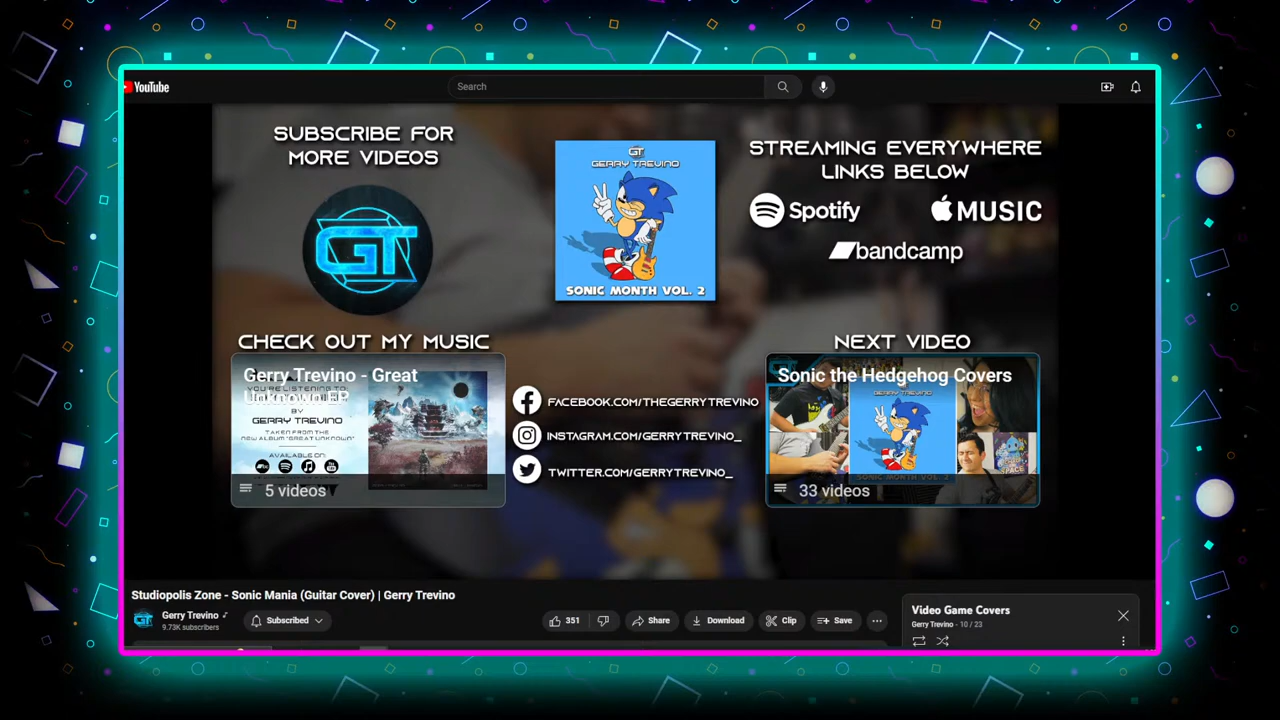 YouTube
Search
SUBSCRIBE FOR
MORE VIDEOS
GT
GT
GERRY TREVINO
SONIC MONTH VOL. 2
STREAMING EVERYWHERE
LINKS BELOW
Spotify
MUSIC
bandcamp
CHECK OUT MY MUSIC
Gerry Trevino - Great
Unknown EP
BY
GERRY TREVINO
TAKEN FROM THE
NEW ALBUM "GREAT UNKNOWN"
AVAILABLE ON
5 videos
FACEBOOK.COM/THEGERRYTREVINO
INSTAGRAM.COM/GERRYTREVINO_
TWITTER.COM/GERRYTREVINO_
NEXT VIDEO
Sonic the Hedgehog Covers
33 videos
Studiopolis Zone - Sonic Mania (Guitar Cover) | Gerry Trevino
GT
Gerry Trevino
9.73K subscribers
Subscribed
351
Share
Download
Clip
Save
Video Game Covers
Gerry Trevino - 10 / 23